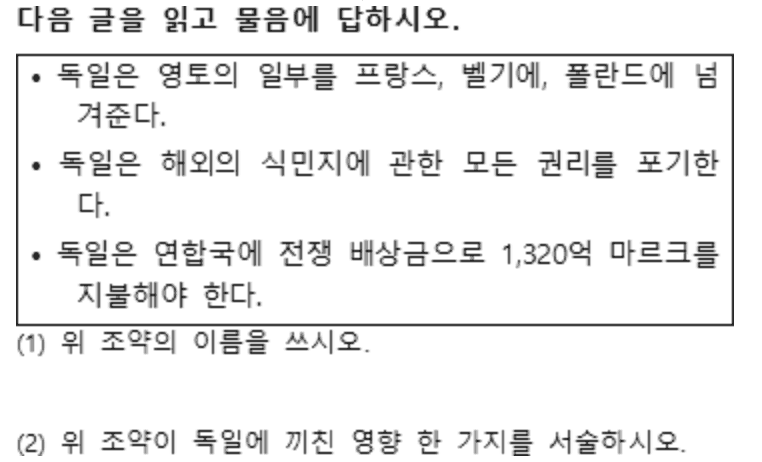 다음 글을 읽고 물음에 답하시오.
• 독일은 영토의 일부를 프랑스, 벨기에, 폴란드에 넘
겨준다.
• 독일은 해외의 식민지에 관한 모든 권리를 포기한
다.
• 독일은 연합국에 전쟁 배상금으로 1,320억 마르크를
지불해야 한다.
(1) 위 조약의 이름을 쓰시오.
(2) 위 조약이 독일에 끼친 영향 한 가지를 서술하시오.